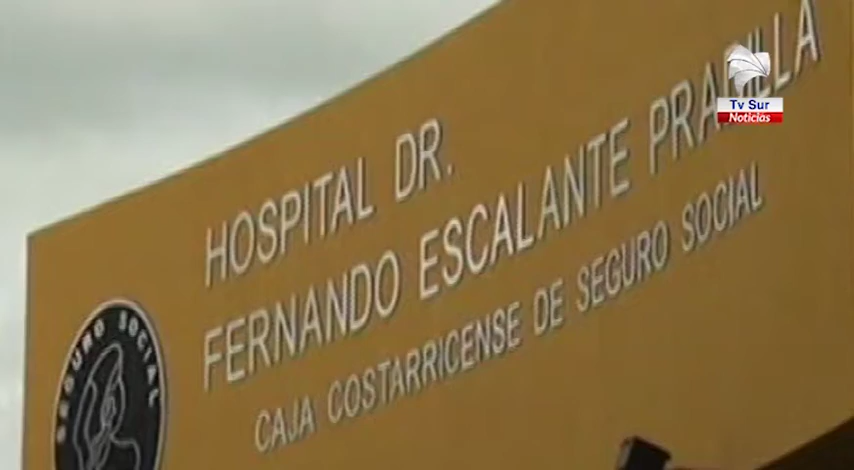 Tv Sur
Noticias
HOSPITAL DR.
FERNANDO ESCALANTE PRADILLA
CAJA COSTARRICENSE DE SEGURO SOCIAL
SEGURO SOCIAL